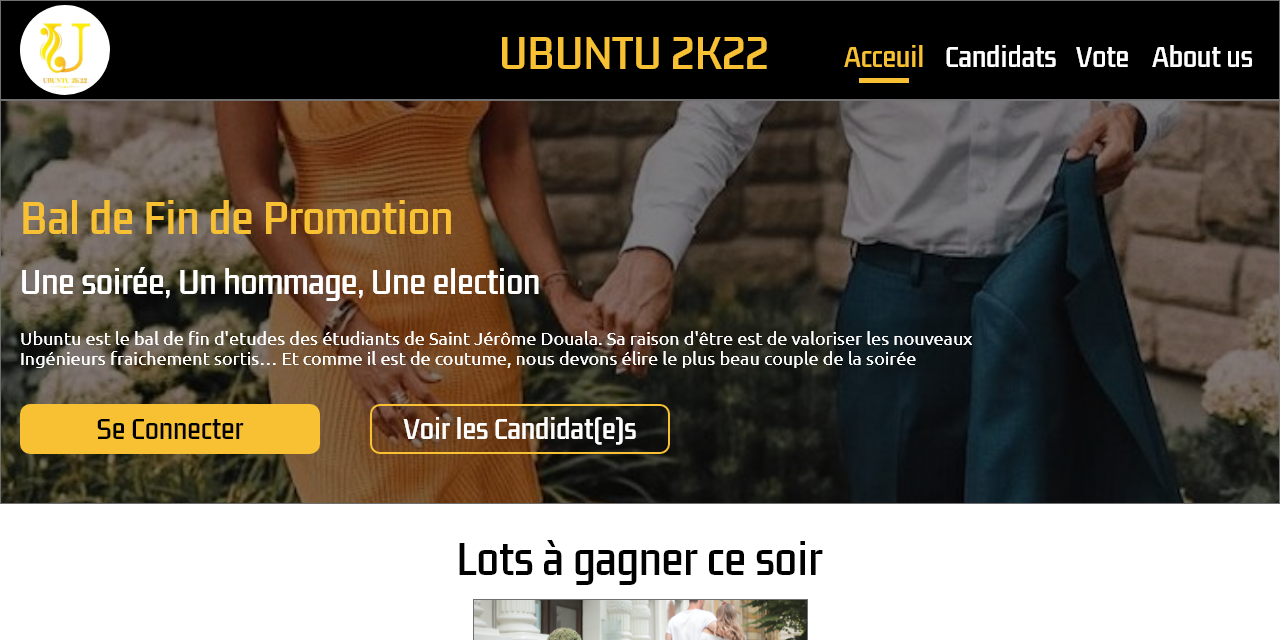 UBUNTU 2K22
UBUNTU 2K22
Acceuil Candidats Vote About us
Bal de Fin de Promotion
Une soirée, Un hommage, Une election
Ubuntu est le bal de fin d'etudes des étudiants de Saint Jérôme Douala. Sa raison d'être est de valoriser les nouveaux
Ingénieurs fraichement sortis... Et comme il est de coutume, nous devons élire le plus beau couple de la soirée
Se Connecter Voir les Candidat(e)s
Lots à gagner ce soir